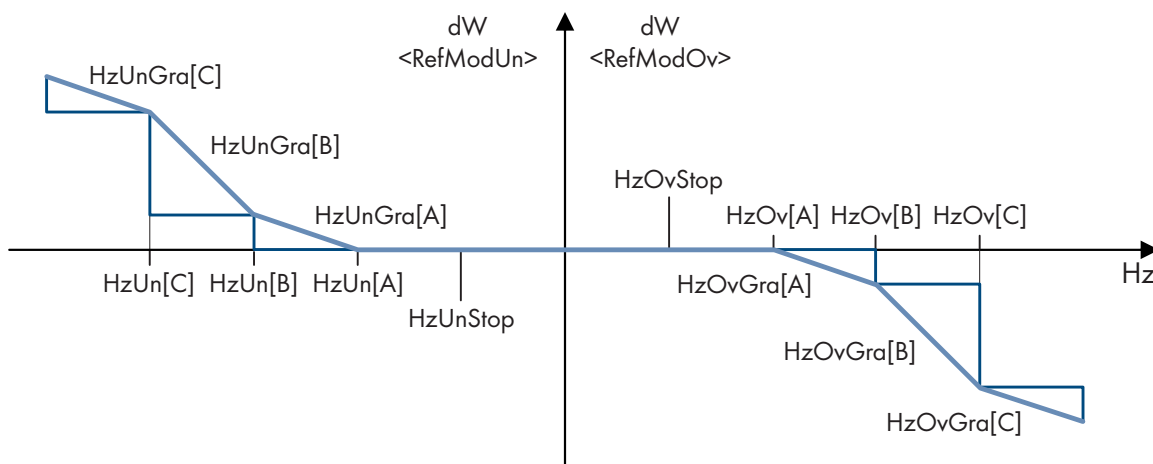 dW
<RefModUn>
dW
<RefModOv>
HzUnGra[C]
HzUnGra[B]
HzUnGra[A]
HzOvStop
HzOv[A]
HzOv[B]
HzOv[C]
HzUn[C]
HzUn[B]
HzUn[A]
HzUnStop
Hz
HzOvGra[A]
HzOvGra[B]
HzOvGra[C]